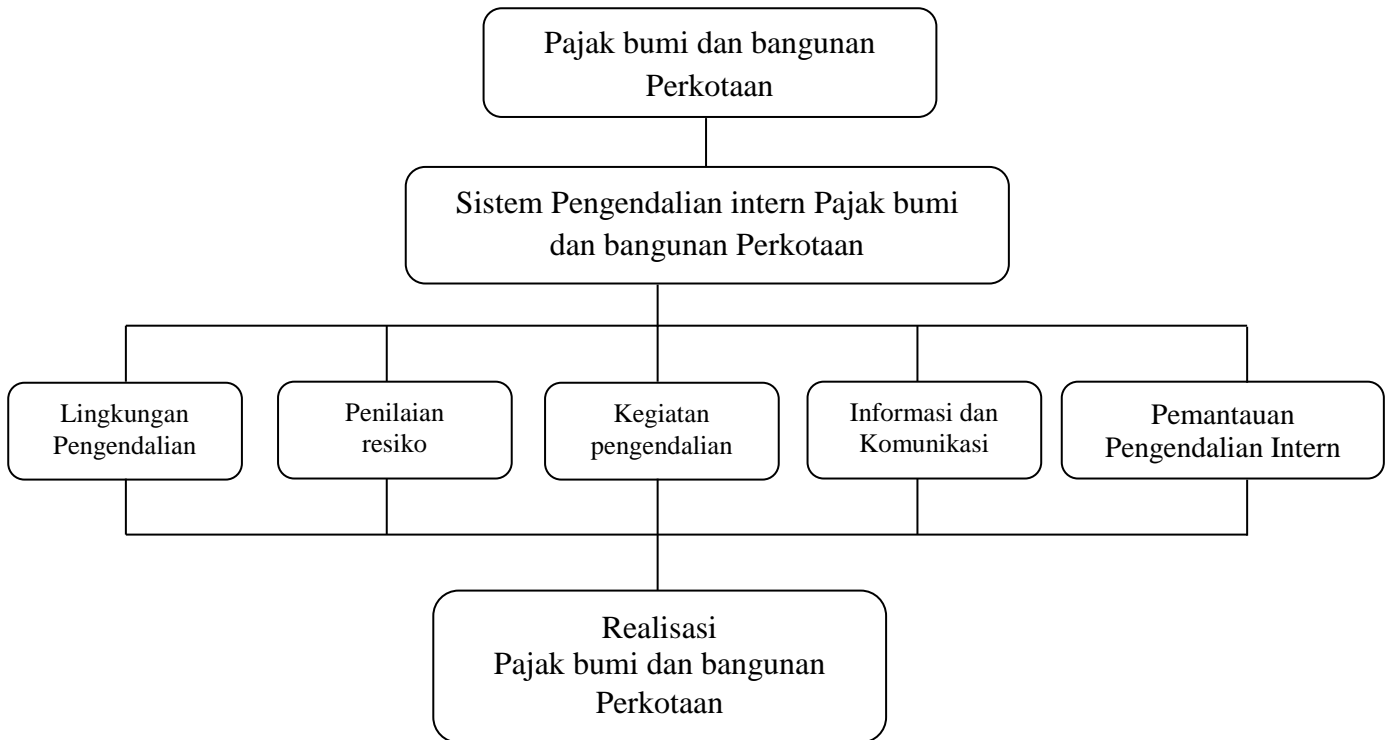 Pajak bumi dan bangunan
Perkotaan
Sistem Pengendalian intern Pajak bumi
dan bangunan Perkotaan
Lingkungan
Pengendalian
Penilaian
resiko
Kegiatan
pengendalian
Informasi dan
Komunikasi
Pemantauan
Pengendalian Intern
Realisasi
Pajak bumi dan bangunan
Perkotaan